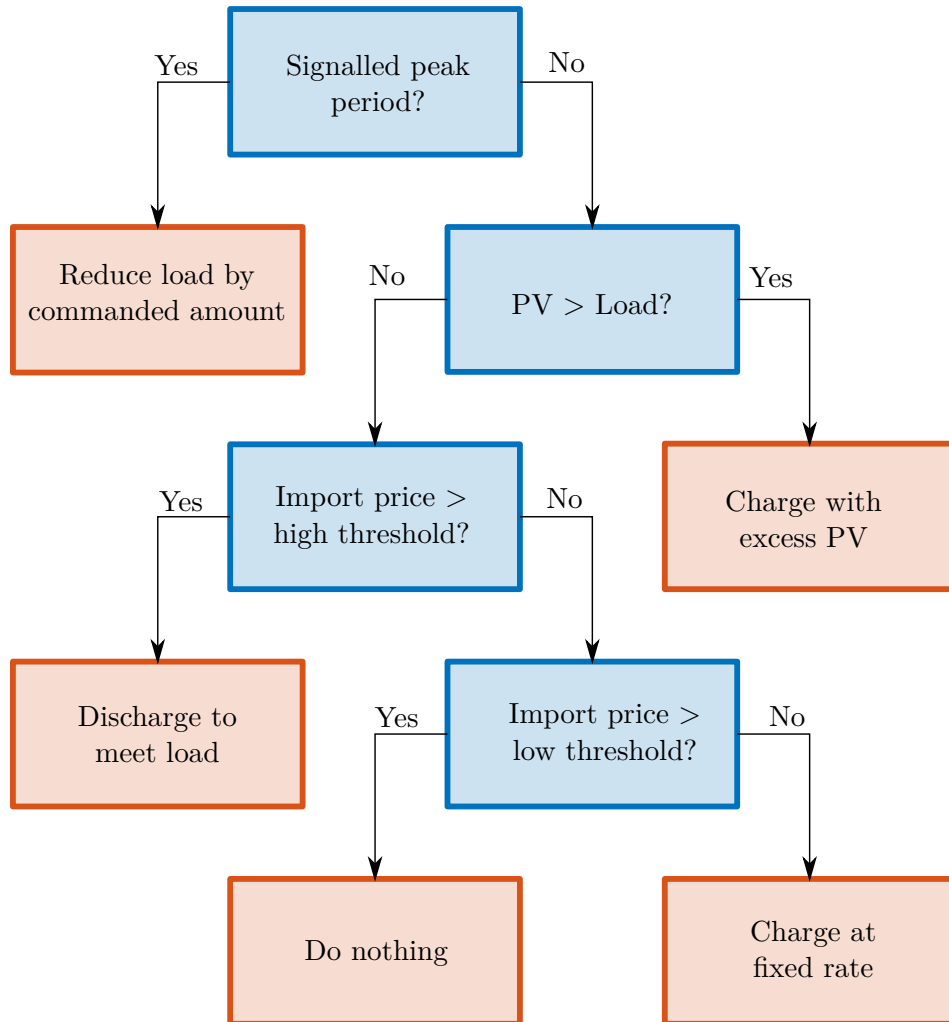 Yes
Signalled peak
period?
No
Reduce load by
commanded amount
No
PV > Load?
Yes
Yes
Import price >
high threshold?
No
Charge with
excess PV
Discharge to
meet load
Yes
Import price >
low threshold?
No
Do nothing
Charge at
fixed rate